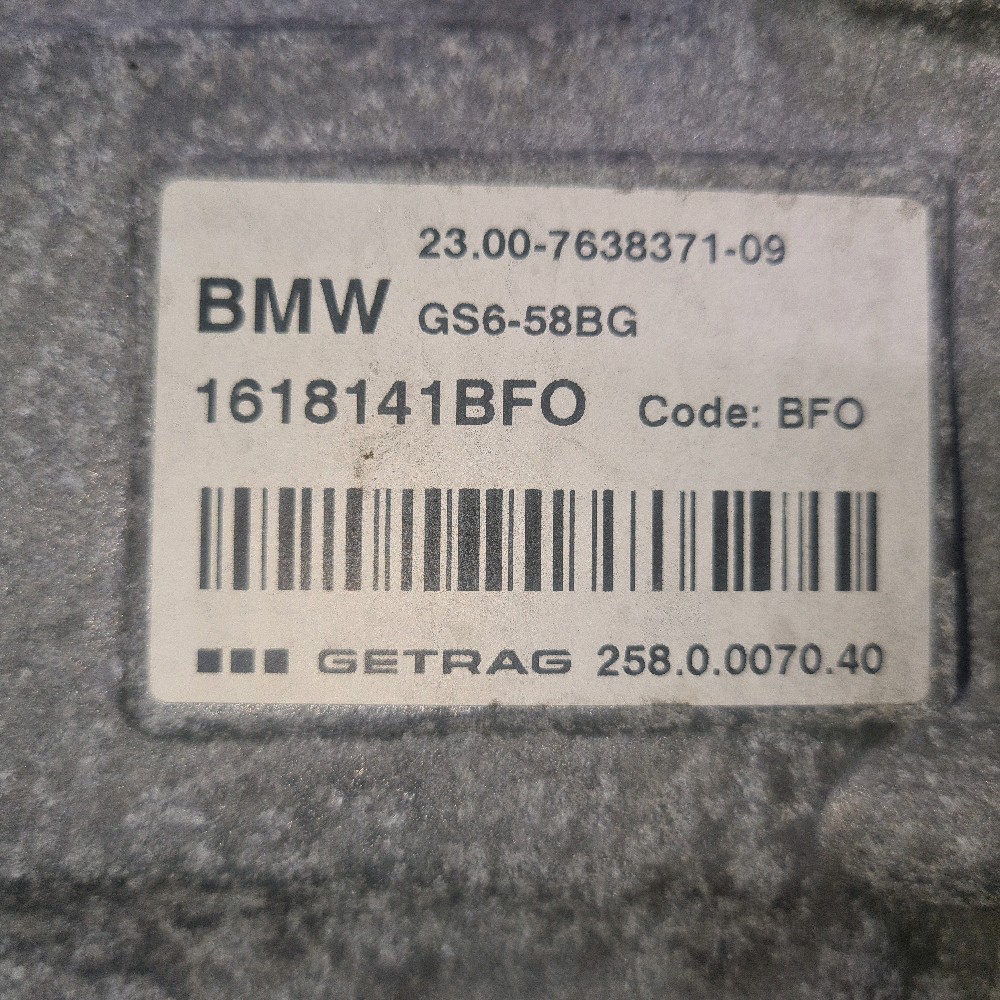 23.00-7638371-09
BMW GS6-58BG
1618141BFO Code: BFO
GETRAG 258.0.0070.40